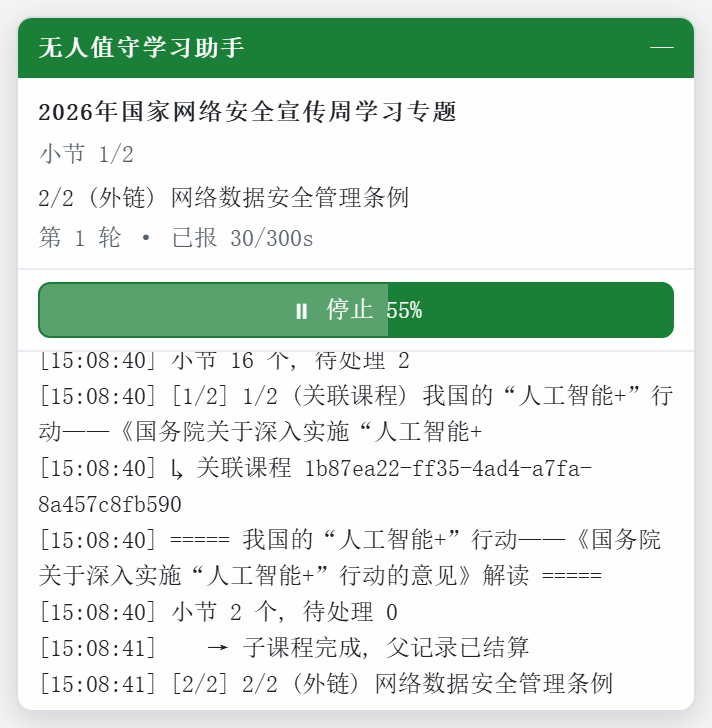 无人值守学习助手
—
2026年国家网络安全宣传周学习专题
小节 1/2
2/2 (外链) 网络数据安全管理条例
第 1 轮 • 已报 30/300s
⏸ 停止 55%
[15:08:40] 小节 16 个, 待处理 2
[15:08:40] [1/2] 1/2 (关联课程) 我国的“人工智能+”行
动——《国务院关于深入实施“人工智能+
[15:08:40] ↳ 关联课程 1b87ea22-ff35-4ad4-a7fa-
8a457c8fb590
[15:08:40] ===== 我国的“人工智能+”行动——《国务院
关于深入实施“人工智能+”行动的意见》解读 =====
[15:08:40] 小节 2 个, 待处理 0
[15:08:41]   → 子课程完成, 父记录已结算
[15:08:41] [2/2] 2/2 (外链) 网络数据安全管理条例